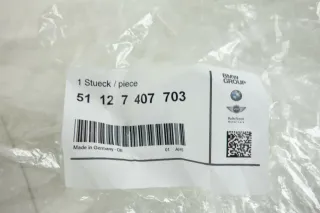 1 Stueck / piece
51 12 7 407 703
BMW
GROUP
Made in Germany